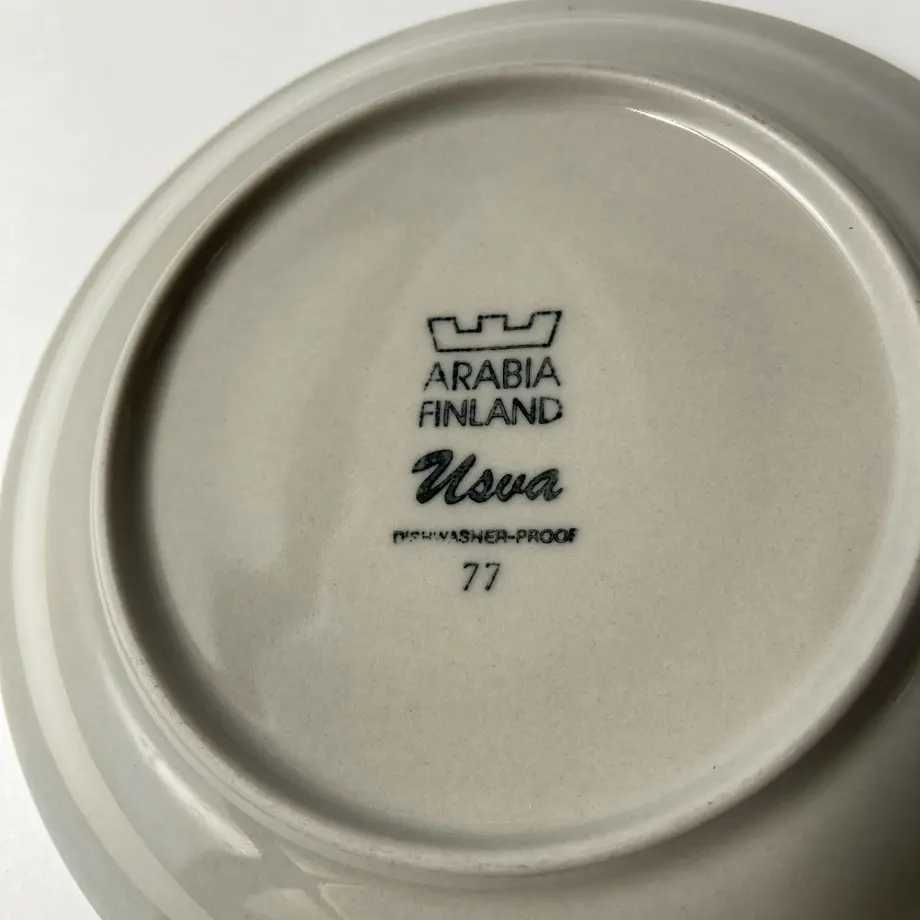 ARABIA
FINLAND
Usva
DISHWASHER-PROOF
77